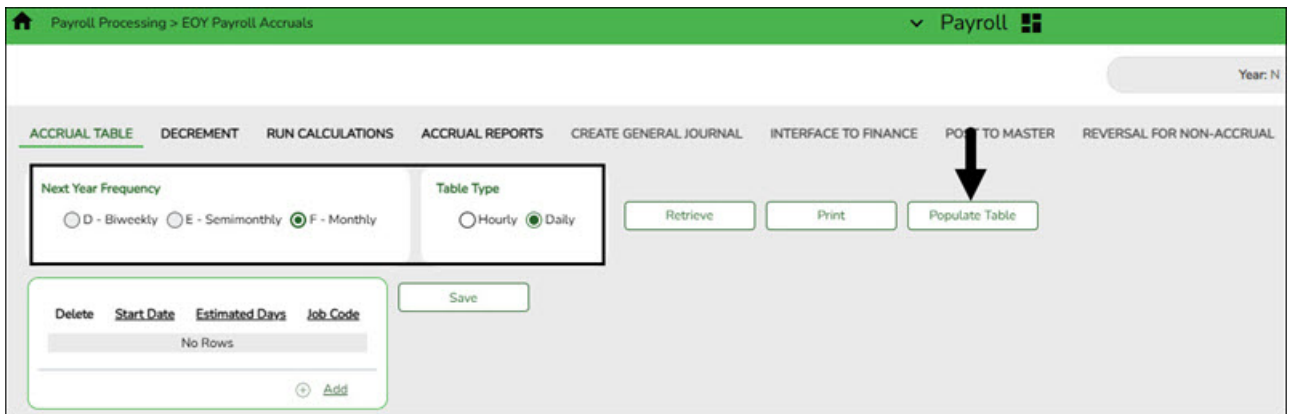 Payroll Processing > EOY Payroll Accruals
Payroll
Year: N
ACCRUAL TABLE DECREMENT RUN CALCULATIONS ACCRUAL REPORTS CREATE GENERAL JOURNAL INTERFACE TO FINANCE POST TO MASTER REVERSAL FOR NON-ACCRUAL
Next Year Frequency
D - Biweekly E - Semimonthly F - Monthly
Table Type
Hourly Daily
Retrieve
Print
Populate Table
Save
Delete Start Date Estimated Days Job Code
No Rows
Add